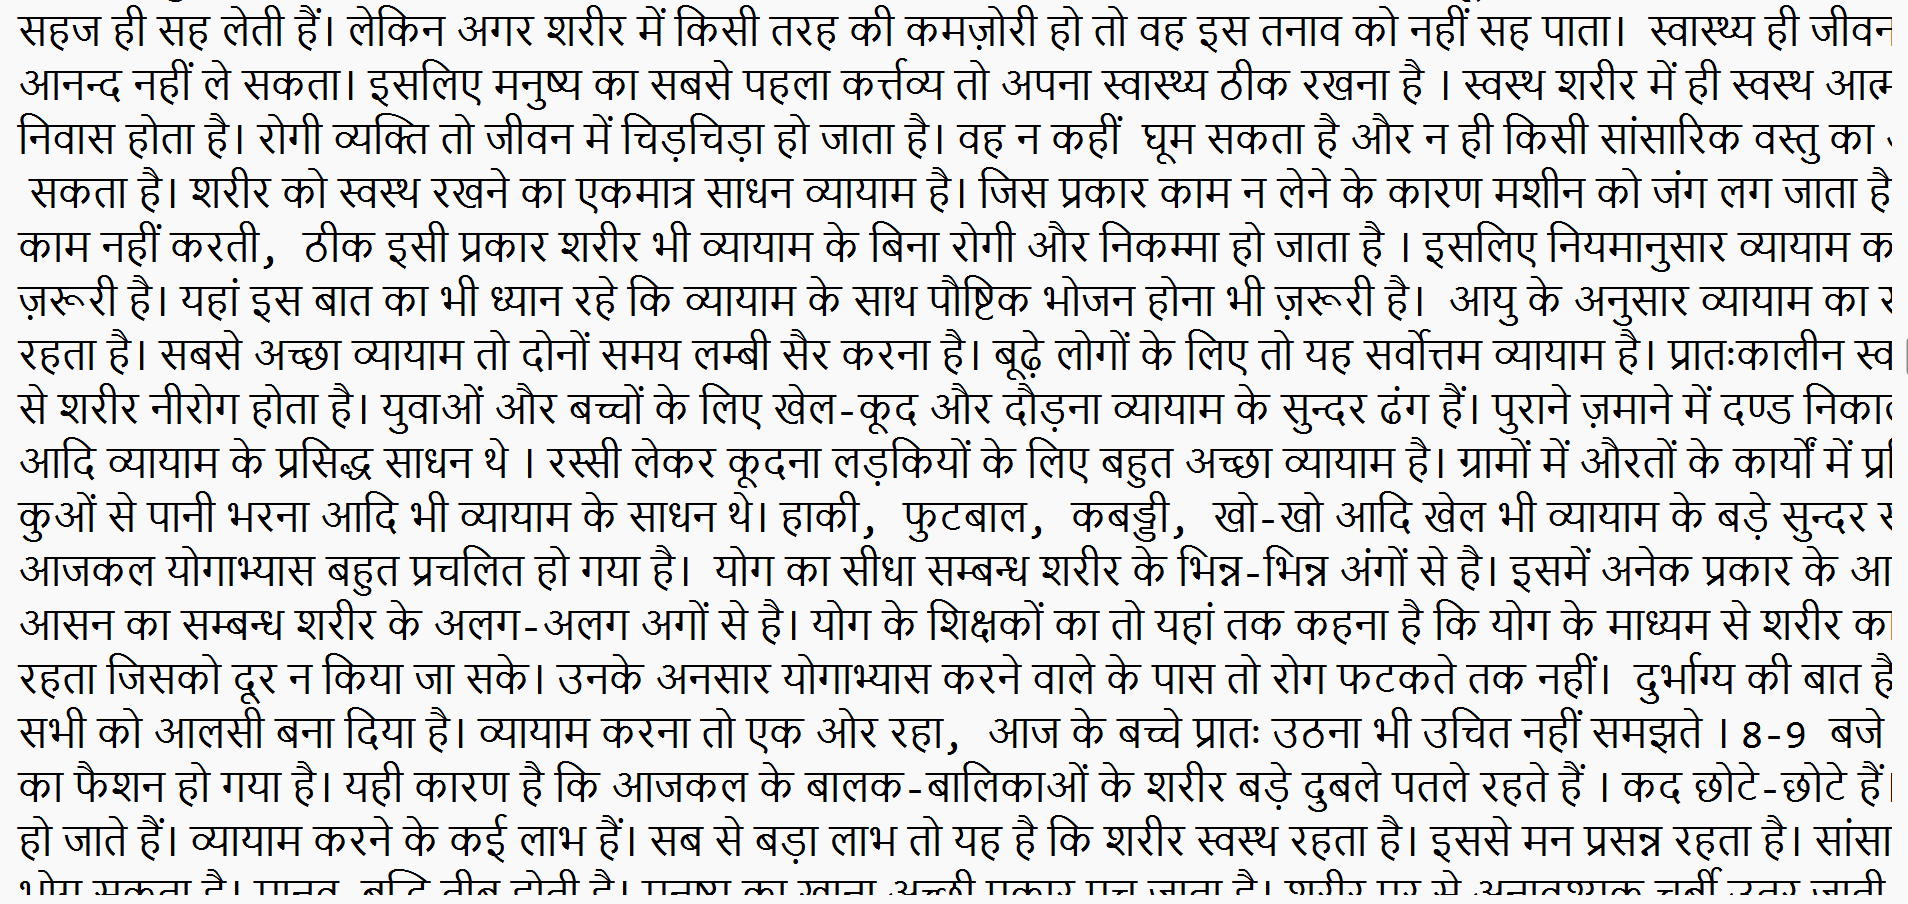 सहज ही सह लेती हैं। लेकिन अगर शरीर में किसी तरह की कमज़ोरी हो तो वह इस तनाव को नहीं सह पाता। स्वास्थ्य ही जीवन
आनन्द नहीं ले सकता। इसलिए मनुष्य का सबसे पहला कर्त्तव्य तो अपना स्वास्थ्य ठीक रखना है । स्वस्थ शरीर में ही स्वस्थ
निवास होता है। रोगी व्यक्ति तो जीवन में चिड़चिड़ा हो जाता है। वह न कहीं घूम सकता है और न ही किसी सांसारिक वस्तु का
सकता है। शरीर को स्वस्थ रखने का एकमात्र साधन व्यायाम है। जिस प्रकार काम न लेने के कारण मशीन को जंग लग जाता है
काम नहीं करती, ठीक इसी प्रकार शरीर भी व्यायाम के बिना रोगी और निकम्मा हो जाता है । इसलिए नियमानुसार व्यायाम
ज़रूरी है। यहां इस बात का भी ध्यान रहे कि व्यायाम के साथ पौष्टिक भोजन होना भी ज़रूरी है। आयु के अनुसार व्यायाम का
रहता है। सबसे अच्छा व्यायाम तो दोनों समय लम्बी सैर करना है। बूढ़े लोगों के लिए तो यह सर्वोत्तम व्यायाम है। प्रातःकालीन
से शरीर नीरोग होता है। युवाओं और बच्चों के लिए खेल-कूद और दौड़ना व्यायाम के सुन्दर ढंग हैं। पुराने ज़माने में दण्ड
आदि व्यायाम के प्रसिद्ध साधन थे । रस्सी लेकर कूदना लड़कियों के लिए बहुत अच्छा व्यायाम है। ग्रामों में औरतों के कार्यों में
कुओं से पानी भरना आदि भी व्यायाम के साधन थे। हाकी, फुटबाल, कबड्डी, खो-खो आदि खेल भी व्यायाम के बड़े सुन्दर
आजकल योगाभ्यास बहुत प्रचलित हो गया है। योग का सीधा सम्बन्ध शरीर के भिन्न-भिन्न अंगों से है। इसमें अनेक प्रकार के
आसन का सम्बन्ध शरीर के अलग-अलग अगों से है। योग के शिक्षकों का तो यहां तक कहना है कि योग के माध्यम से शरीर का
रहता जिसको दूर न किया जा सके। उनके अनसार योगाभ्यास करने वाले के पास तो रोग फटकते तक नहीं। दुर्भाग्य की बात है
सभी को आलसी बना दिया है। व्यायाम करना तो एक ओर रहा, आज के बच्चे प्रातः उठना भी उचित नहीं समझते । 8-9 बजे
का फैशन हो गया है। यही कारण है कि आजकल के बालक-बालिकाओं के शरीर बड़े दुबले पतले रहते हैं । कद छोटे-छोटे हैं।
हो जाते हैं। व्यायाम करने के कई लाभ हैं। सब से बड़ा लाभ तो यह है कि शरीर स्वस्थ रहता है। इससे मन प्रसन्न रहता है।